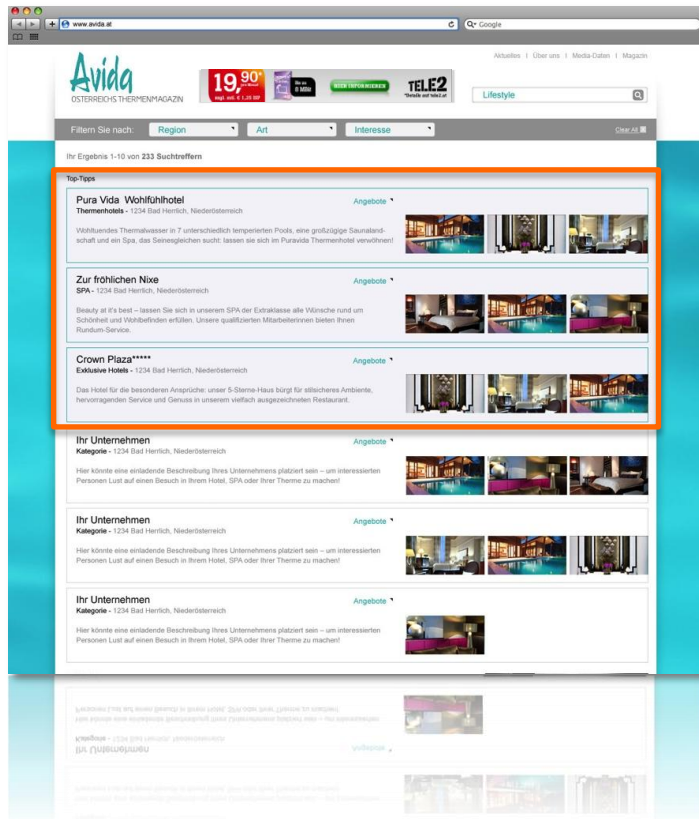 www.avida.at
Google
Aktuelles | Über uns | Media-Daten | Magazin
Avida
ÖSTERREICHS THERMENMAGAZIN
19,90*
HIER INFORMIEREN
TELE2
Lifestyle
Filtern Sie nach: Region Art Interesse Clear All
Ihr Ergebnis 1-10 von 233 Suchtreffern
Top-Tipps
Pura Vida Wohlfühlhotel Angebote
Thermenhotels - 1234 Bad Herrlich, Niederösterreich
Wohltuendes Thermalwasser in 7 unterschiedlich temperierten Pools, eine großzügige Saunaland-
schaft und ein Spa, das Seinesgleichen sucht: lassen sie sich im Puravida Thermenhotel verwöhnen!
Zur fröhlichen Nixe Angebote
SPA - 1234 Bad Herrlich, Niederösterreich
Beauty at it's best – lassen Sie sich in unserem SPA der Extraklasse alle Wünsche rund um
Schönheit und Wohlbefinden erfüllen. Unsere qualifizierten Mitarbeiterinnen bieten Ihnen
Rundum-Service.
Crown Plaza***** Angebote
Exklusive Hotels - 1234 Bad Herrlich, Niederösterreich
Das Hotel für die besonderen Ansprüche: unser 5-Sterne-Haus bürgt für stilsicheres Ambiente,
hervorragenden Service und Genuss in unserem vielfach ausgezeichneten Restaurant.
Ihr Unternehmen Angebote
Kategorie - 1234 Bad Herrlich, Niederösterreich
Hier könnte eine einladende Beschreibung Ihres Unternehmens platziert sein – um interessierten
Personen Lust auf einen Besuch in Ihrem Hotel, SPA oder Ihrer Therme zu machen!
Ihr Unternehmen Angebote
Kategorie - 1234 Bad Herrlich, Niederösterreich
Hier könnte eine einladende Beschreibung Ihres Unternehmens platziert sein – um interessierten
Personen Lust auf einen Besuch in Ihrem Hotel, SPA oder Ihrer Therme zu machen!
Ihr Unternehmen Angebote
Kategorie - 1234 Bad Herrlich, Niederösterreich
Hier könnte eine einladende Beschreibung Ihres Unternehmens platziert sein – um interessierten
Personen Lust auf einen Besuch in Ihrem Hotel, SPA oder Ihrer Therme zu machen!